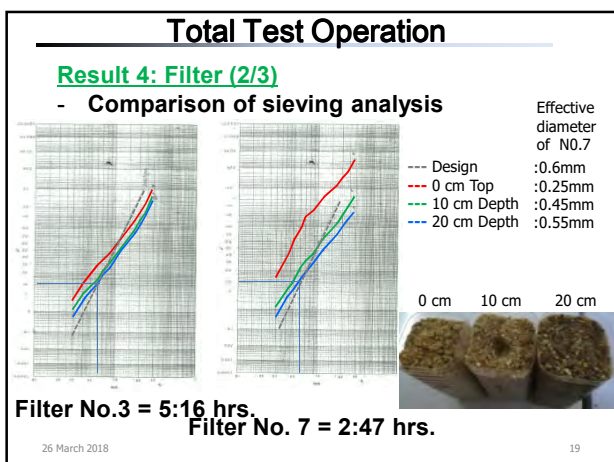 Total Test Operation
Result 4: Filter (2/3)
- Comparison of sieving analysis
Effective
diameter
of N0.7
Design :0.6mm
0 cm Top :0.25mm
10 cm Depth :0.45mm
20 cm Depth :0.55mm
0 cm 10 cm 20 cm
Filter No.3 = 5:16 hrs.
Filter No. 7 = 2:47 hrs.
26 March 2018
19